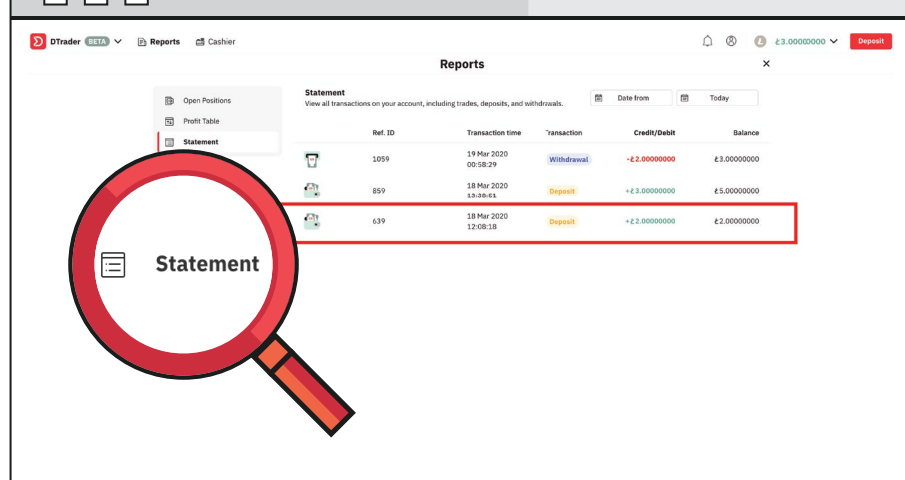 DTrader BETA Reports Cashier Ł3.00000000 Deposit
Reports
Open Positions
Profit Table
Statement
Statement
View all transactions on your account, including trades, deposits, and withdrawals.
Date from Today
Ref. ID Transaction time Transaction Credit/Debit Balance
1059 19 Mar 2020 00:58:29 Withdrawal -Ł2.00000000 Ł3.00000000
859 18 Mar 2020 Deposit +Ł3.00000000 Ł5.00000000
639 18 Mar 2020 12:08:18 Deposit +Ł2.00000000 Ł2.00000000
Statement